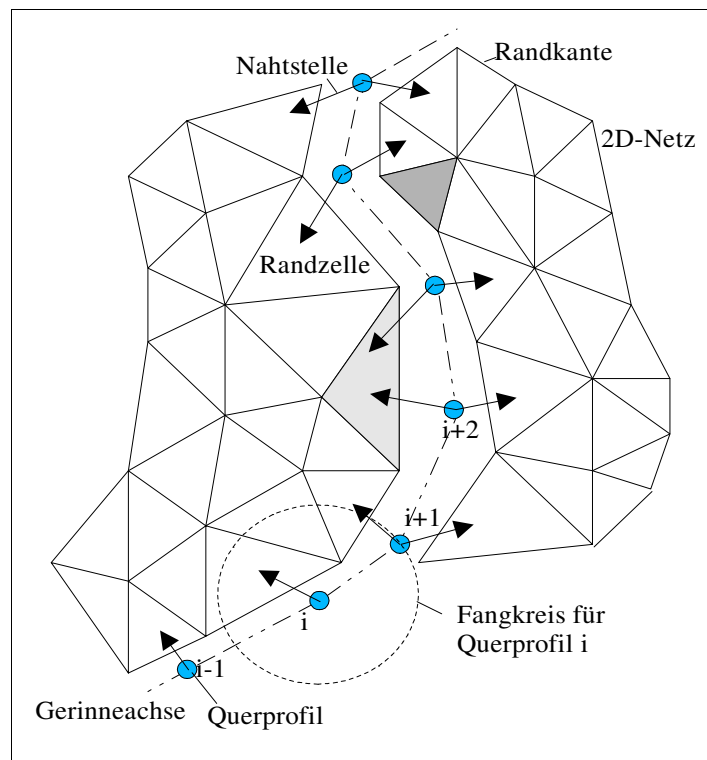 Randkante
Nahtstelle
2D-Netz
Randzelle
i+2
i+1
i
Fangkreis für
Querprofil i
i-1
Gerinneachse
Querprofil